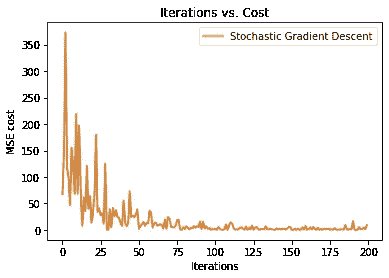 Iterations vs. Cost
Stochastic Gradient Descent
MSE cost
350
300
250
200
150
100
50
0
0 25 50 75 100 125 150 175 200
Iterations